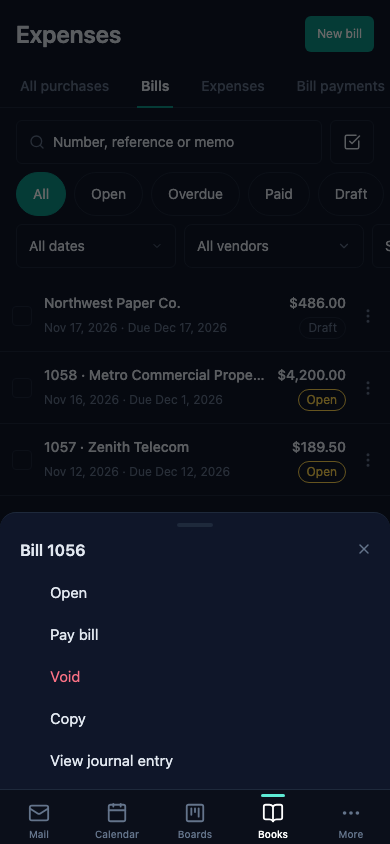 Expenses
New bill
All purchases Bills Expenses Bill payments
Number, reference or memo
All Open Overdue Paid Draft
All dates All vendors S
Northwest Paper Co. $486.00
Nov 17, 2026 · Due Dec 17, 2026 Draft
1058 · Metro Commercial Prope... $4,200.00
Nov 16, 2026 · Due Dec 1, 2026 Open
1057 · Zenith Telecom $189.50
Nov 12, 2026 · Due Dec 12, 2026 Open
Bill 1056
Open
Pay bill
Void
Copy
View journal entry
Mail Calendar Boards Books More